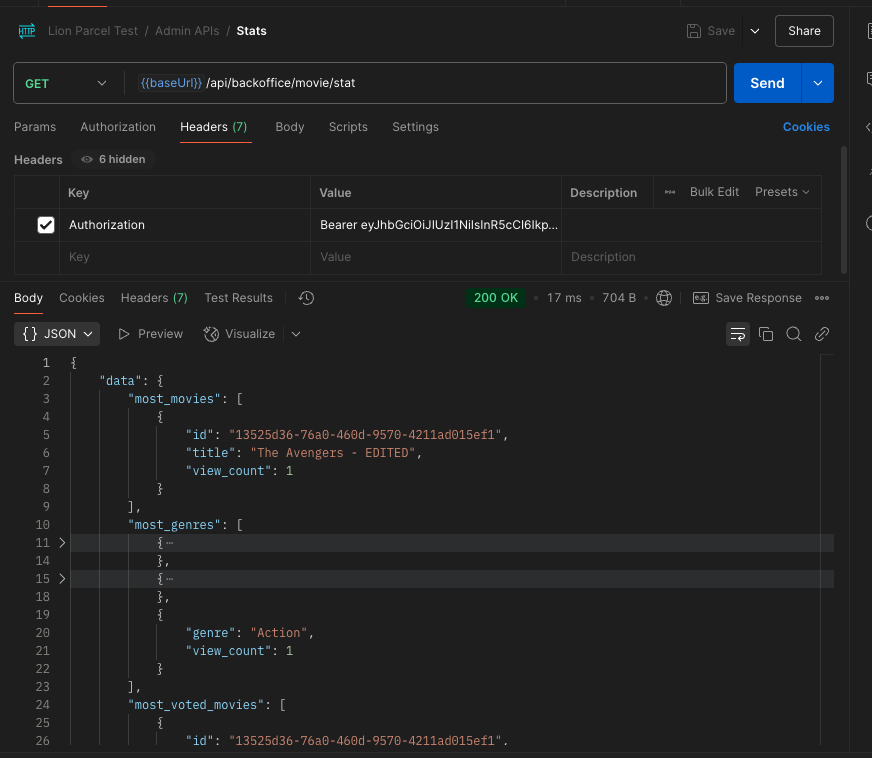 HTTP Lion Parcel Test / Admin APIs / Stats Save Share
GET {{baseUrl}} /api/backoffice/movie/stat Send
Params Authorization Headers (7) Body Scripts Settings Cookies
Headers 6 hidden
Key Value Description Bulk Edit Presets
Authorization Bearer eyJhbGciOiJIUzI1NiIsInR5cCI6Ikp...
Key Value Description
Body Cookies Headers (7) Test Results 200 OK 17 ms 704 B e.g. Save Response
{} JSON Preview Visualize
1 {
2 "data": {
3 "most_movies": [
4 {
5 "id": "13525d36-76a0-460d-9570-4211ad015ef1",
6 "title": "The Avengers - EDITED",
7 "view_count": 1
8 }
9 ],
10 "most_genres": [
11 { ...
14 },
15 { ...
18 },
19 {
20 "genre": "Action",
21 "view_count": 1
22 }
23 ],
24 "most_voted_movies": [
25 {
26 "id": "13525d36-76a0-460d-9570-4211ad015ef1",